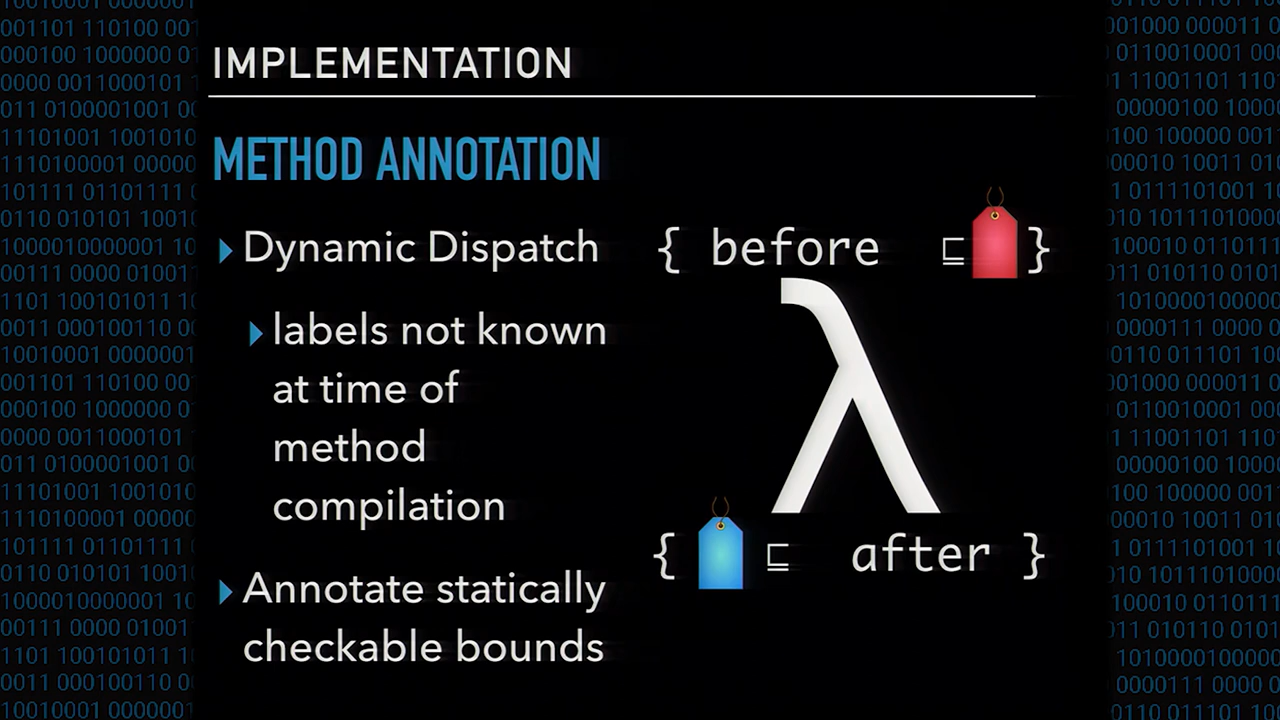 IMPLEMENTATION
METHOD ANNOTATION
Dynamic Dispatch
labels not known
at time of
method
compilation
Annotate statically
checkable bounds
{ before ⊑ }
λ
{ ⊑ after }